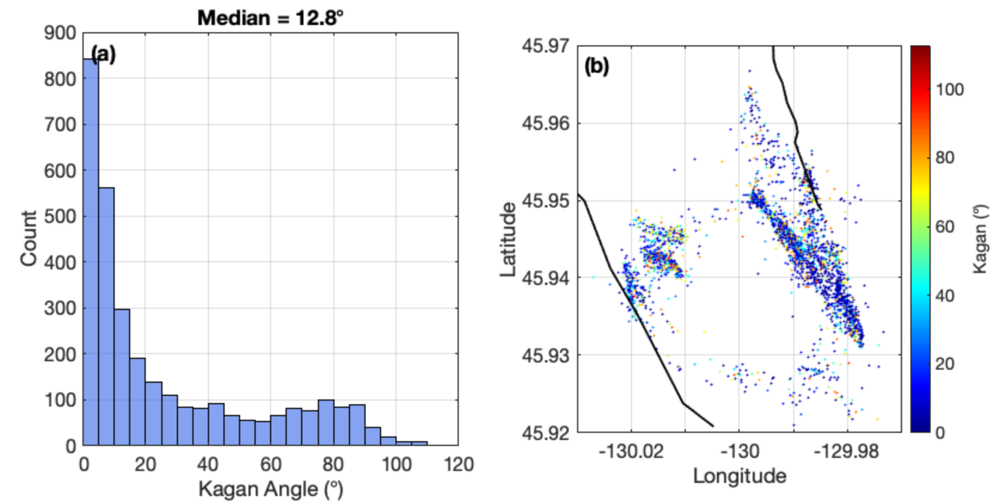 Median = 12.8°
(a)
900
800
700
600
500
400
300
200
100
0
Count
0 20 40 60 80 100 120
Kagan Angle (°)
(b)
45.97
45.96
45.95
45.94
45.93
45.92
Latitude
-130.02 -130 -129.98
Longitude
100
80
60
40
20
0
Kagan (°)